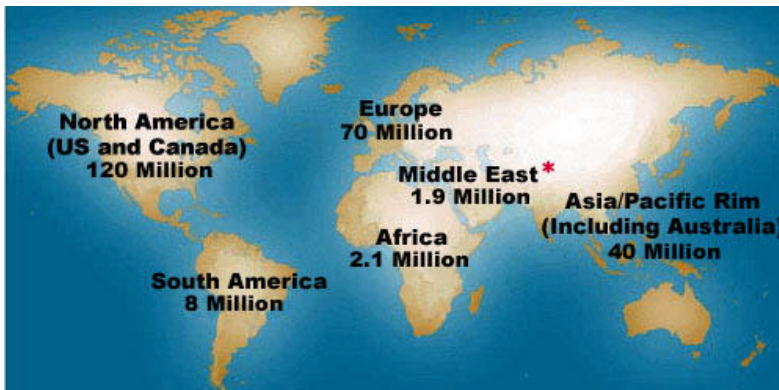 North America
(US and Canada)
120 Million
Europe
70 Million
Middle East *
1.9 Million
Asia/Pacific Rim
(Including Australia)
40 Million
Africa
2.1 Million
South America
8 Million